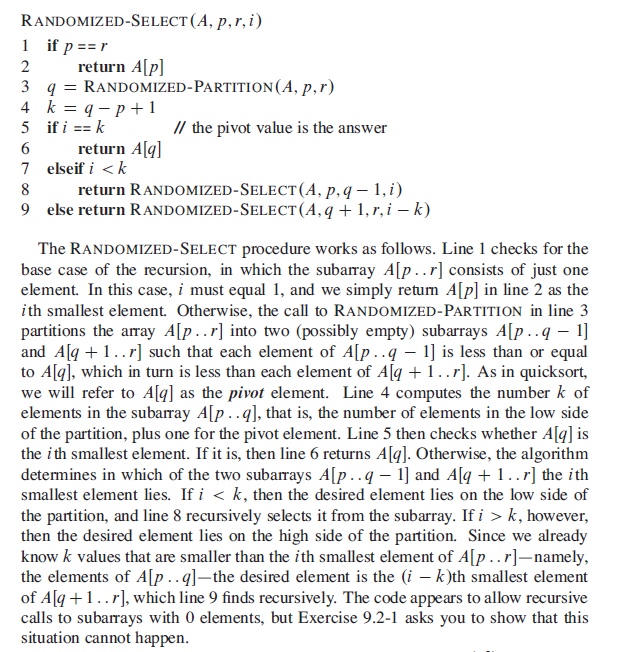 RANDOMIZED-SELECT(A, p, r, i)
1 if p == r
2 return A[p]
3 q = RANDOMIZED-PARTITION(A, p, r)
4 k = q − p + 1
5 if i == k // the pivot value is the answer
6 return A[q]
7 elseif i < k
8 return RANDOMIZED-SELECT(A, p, q − 1, i)
9 else return RANDOMIZED-SELECT(A, q + 1, r, i − k)
The RANDOMIZED-SELECT procedure works as follows. Line 1 checks for the
base case of the recursion, in which the subarray A[p..r] consists of just one
element. In this case, i must equal 1, and we simply return A[p] in line 2 as the
ith smallest element. Otherwise, the call to RANDOMIZED-PARTITION in line 3
partitions the array A[p..r] into two (possibly empty) subarrays A[p..q − 1]
and A[q + 1..r] such that each element of A[p..q − 1] is less than or equal
to A[q], which in turn is less than each element of A[q + 1..r]. As in quicksort,
we will refer to A[q] as the pivot element. Line 4 computes the number k of
elements in the subarray A[p..q], that is, the number of elements in the low side
of the partition, plus one for the pivot element. Line 5 then checks whether A[q] is
the ith smallest element. If it is, then line 6 returns A[q]. Otherwise, the algorithm
determines in which of the two subarrays A[p..q − 1] and A[q + 1..r] the ith
smallest element lies. If i < k, then the desired element lies on the low side of
the partition, and line 8 recursively selects it from the subarray. If i > k, however,
then the desired element lies on the high side of the partition. Since we already
know k values that are smaller than the ith smallest element of A[p..r]—namely,
the elements of A[p..q]—the desired element is the (i − k)th smallest element
of A[q + 1..r], which line 9 finds recursively. The code appears to allow recursive
calls to subarrays with 0 elements, but Exercise 9.2-1 asks you to show that this
situation cannot happen.